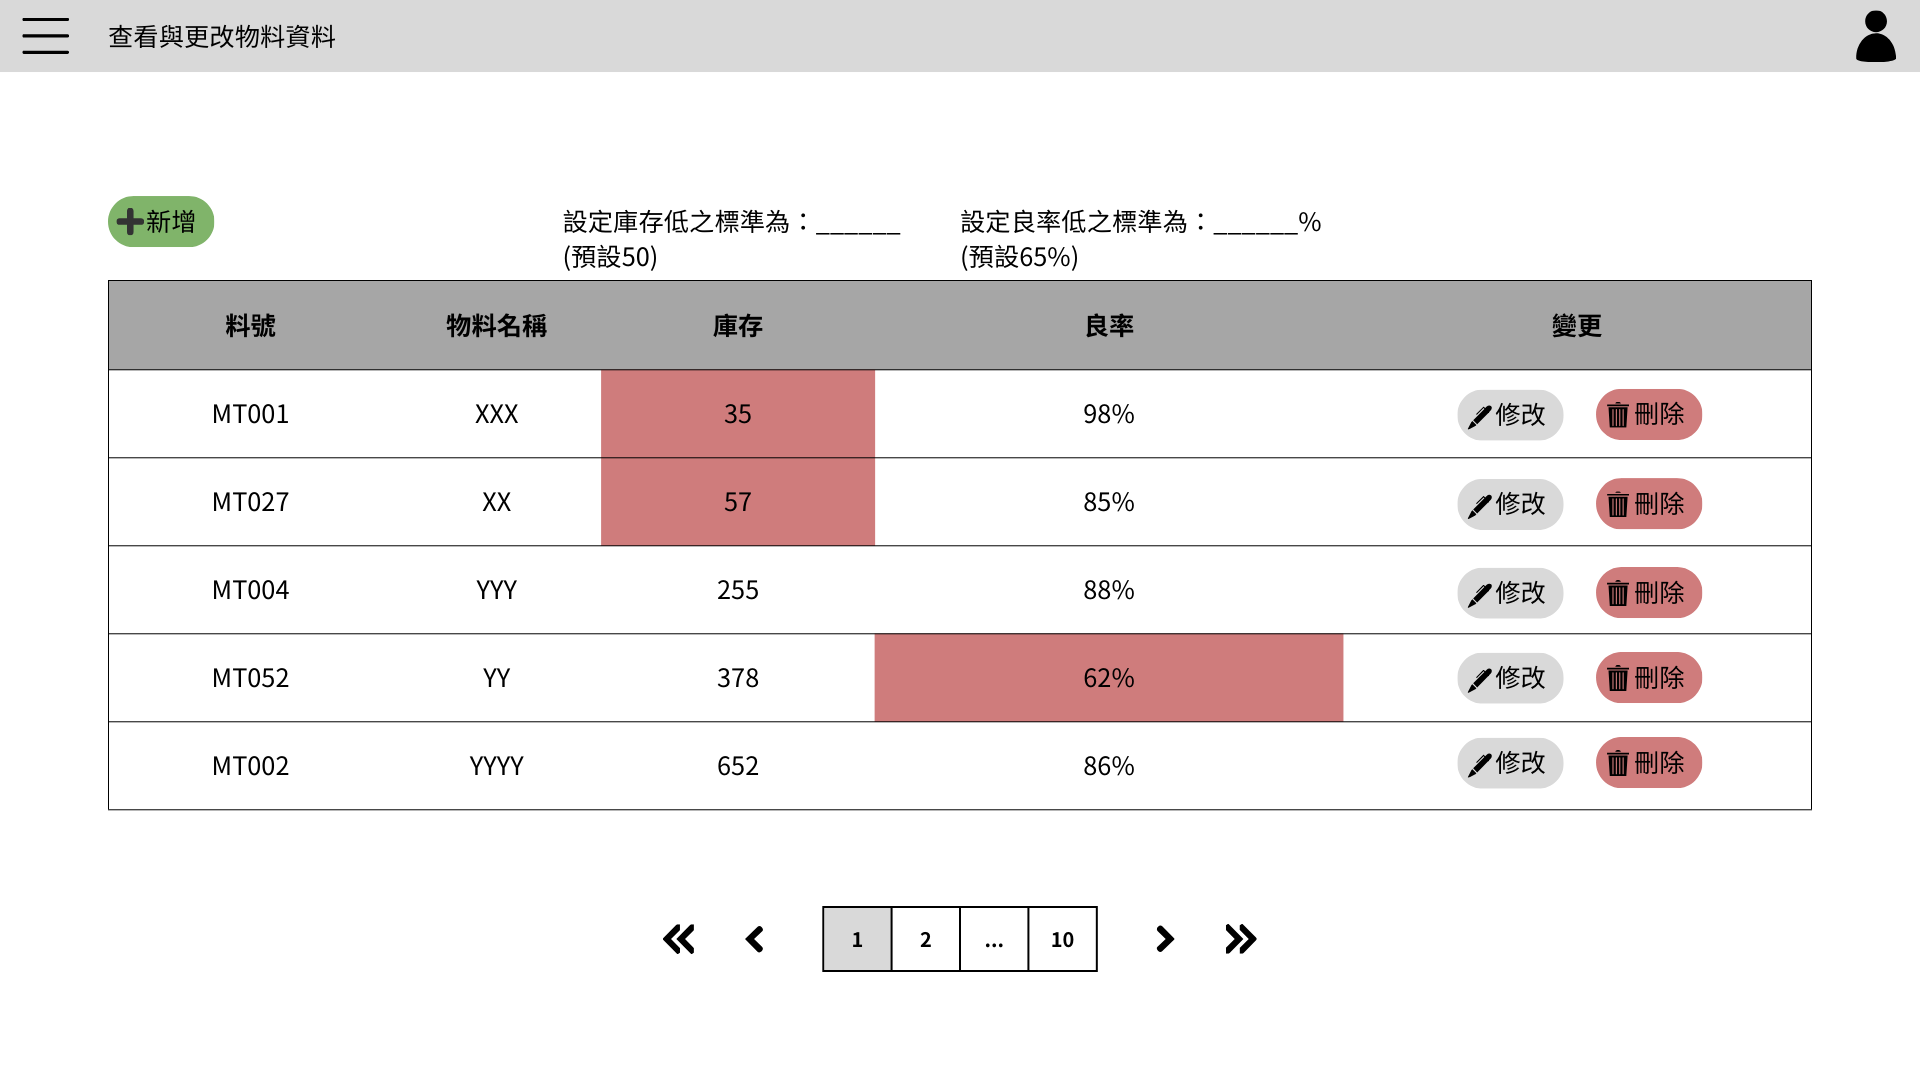 查看與更改物料資料
新增
設定庫存低之標準為：______
(預設50)
設定良率低之標準為：______%
(預設65%)
料號 物料名稱 庫存 良率 變更
MT001 XXX 35 98% 修改 刪除
MT027 XX 57 85% 修改 刪除
MT004 YYY 255 88% 修改 刪除
MT052 YY 378 62% 修改 刪除
MT002 YYYY 652 86% 修改 刪除
1 2 ... 10